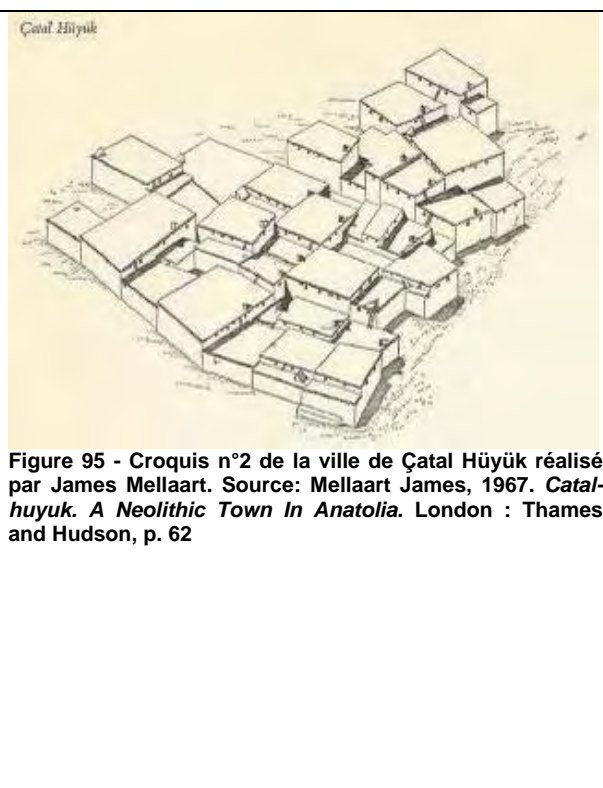 Çatal Hüyük
Figure 95 - Croquis n°2 de la ville de Çatal Hüyük réalisé
par James Mellaart. Source: Mellaart James, 1967. Catal-
huyuk. A Neolithic Town In Anatolia. London : Thames
and Hudson, p. 62